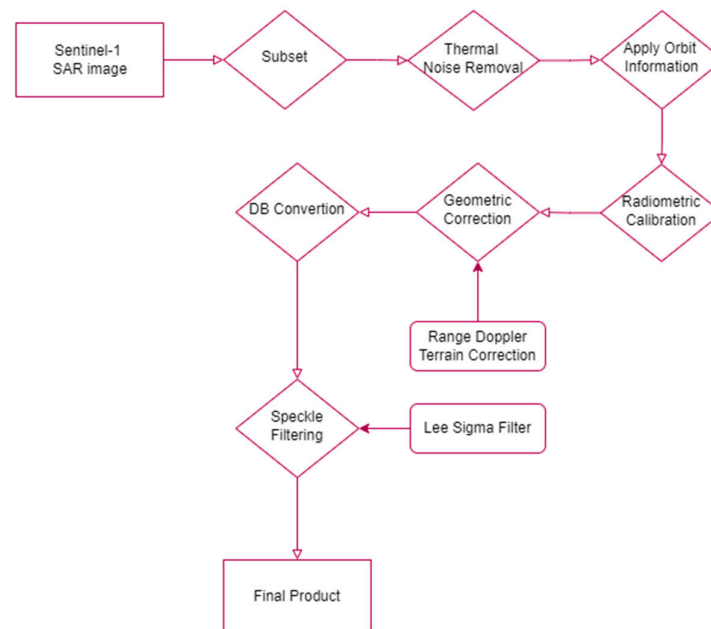 Sentinel-1
SAR image
Subset
Thermal
Noise Removal
Apply Orbit
Information
Radiometric
Calibration
Geometric
Correction
DB Convertion
Range Doppler
Terrain Correction
Speckle
Filtering
Lee Sigma Filter
Final Product